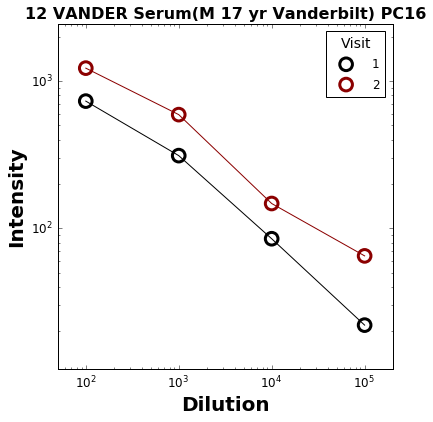 12 VANDER Serum(M 17 yr Vanderbilt) PC16
Visit
1
2
10³
10²
Intensity
10² 10³ 10⁴ 10⁵
Dilution